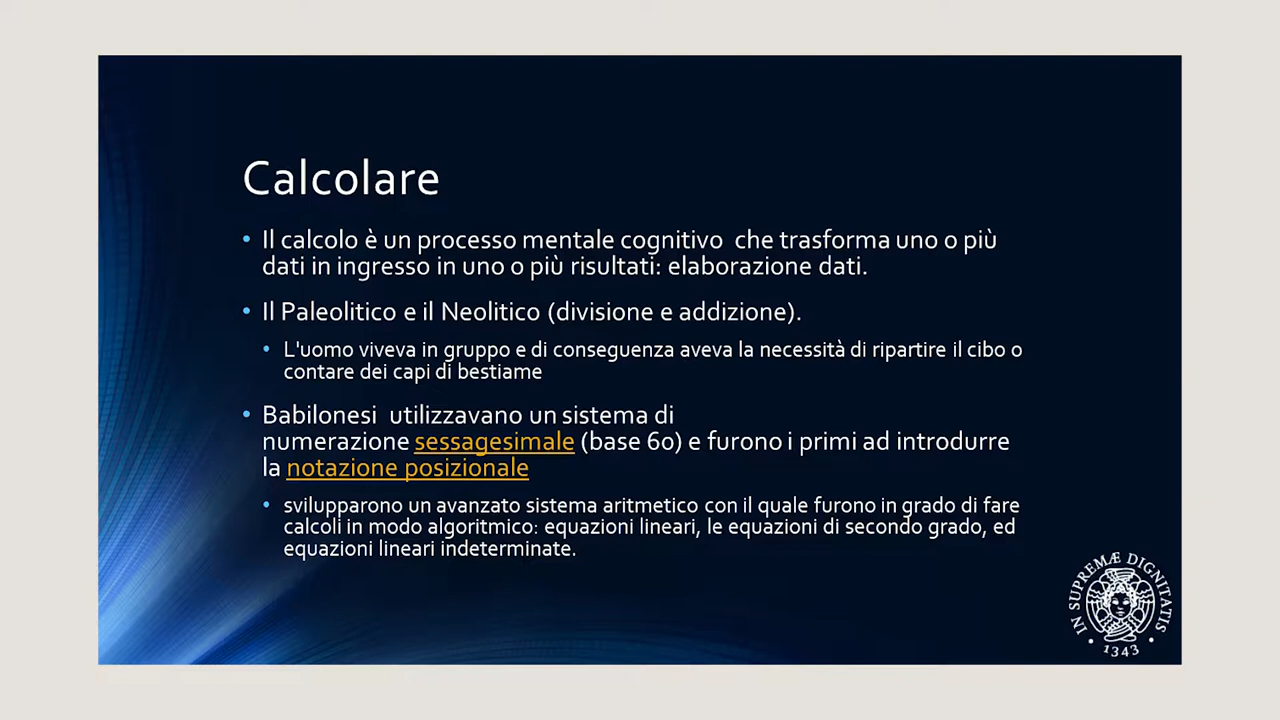 Calcolare
• Il calcolo è un processo mentale cognitivo che trasforma uno o più
dati in ingresso in uno o più risultati: elaborazione dati.
• Il Paleolitico e il Neolitico (divisione e addizione).
• L'uomo viveva in gruppo e di conseguenza aveva la necessità di ripartire il cibo o
contare dei capi di bestiame
• Babilonesi utilizzavano un sistema di
numerazione sessagesimale (base 60) e furono i primi ad introdurre
la notazione posizionale
• svilupparono un avanzato sistema aritmetico con il quale furono in grado di fare
calcoli in modo algoritmico: equazioni lineari, le equazioni di secondo grado, ed
equazioni lineari indeterminate.
IN SUPREMÆ DIGNITATIS
• 1343 •